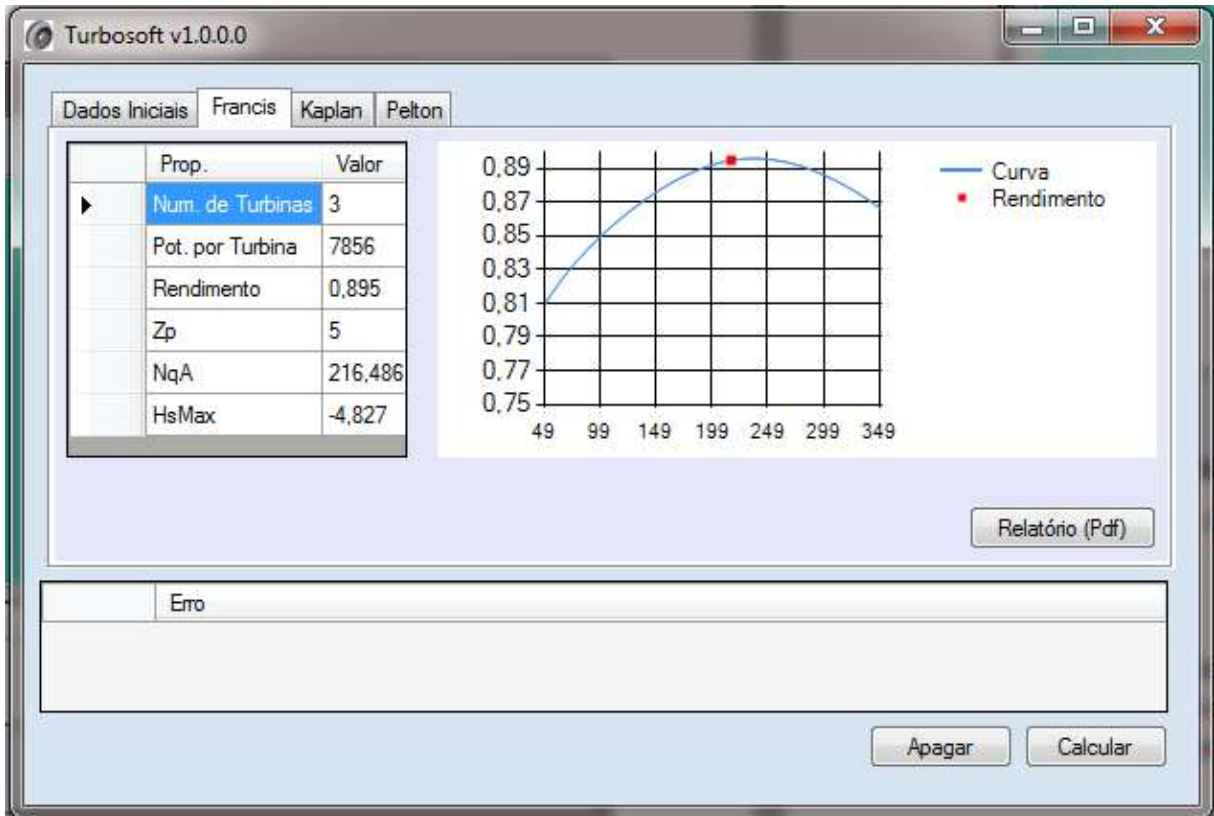 Turbosoft v1.0.0.0
Dados Iniciais Francis Kaplan Pelton
Prop. Valor
Num. de Turbinas 3
Pot. por Turbina 7856
Rendimento 0,895
Zp 5
NqA 216,486
HsMax -4,827
0,89
0,87
0,85
0,83
0,81
0,79
0,77
0,75
49 99 149 199 249 299 349
Curva
Rendimento
Relatório (Pdf)
Erro
Apagar Calcular